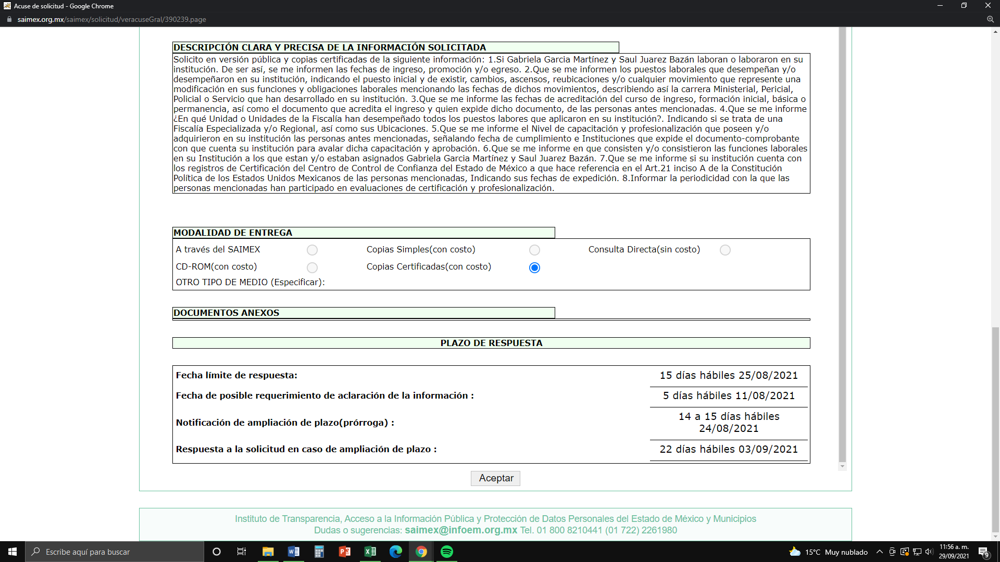 Acuse de solicitud - Google Chrome
saimex.org.mx/saimex/solicitud/veracuseGral/390239.page
DESCRIPCIÓN CLARA Y PRECISA DE LA INFORMACIÓN SOLICITADA
Solicito en versión pública y copias certificadas de la siguiente información: 1.Si Gabriela Garcia Martínez y Saul Juarez Bazán laboran o laboraron en su
institución. De ser así, se me informen las fechas de ingreso, promoción y/o egreso. 2.Que se me informen los puestos laborales que desempeñan y/o
desempeñaron en su institución, indicando el puesto inicial y de existir, cambios, ascensos, reubicaciones y/o cualquier movimiento que represente una
modificación en sus funciones y obligaciones laborales mencionando las fechas de dichos movimientos, describiendo así la carrera Ministerial, Pericial,
Policial o Servicio que han desarrollado en su institución. 3.Que se me informe las fechas de acreditación del curso de ingreso, formación inicial, básica o
permanencia, así como el documento que acredita el ingreso y quien expide dicho documento, de las personas antes mencionadas. 4.Que se me informe
¿En qué Unidad o Unidades de la Fiscalía han desempeñado todos los puestos labores que aplicaron en su institución?. Indicando si se trata de una
Fiscalía Especializada y/o Regional, así como sus Ubicaciones. 5.Que se me informe el Nivel de capacitación y profesionalización que poseen y/o
adquirieron en su institución las personas antes mencionadas, señalando fecha de cumplimiento e Instituciones que expide el documento-comprobante
con que cuenta su institución para avalar dicha capacitación y aprobación. 6.Que se me informe en que consisten y/o consistieron las funciones laborales
en su Institución a los que estan y/o estaban asignados Gabriela Garcia Martínez y Saul Juarez Bazán. 7.Que se me informe si su institución cuenta con
los registros de Certificación del Centro de Control de Confianza del Estado de México a que hace referencia en el Art.21 inciso A de la Constitución
Política de los Estados Unidos Mexicanos de las personas mencionadas, Indicando sus fechas de expedición. 8.Informar la periodicidad con la que las
personas mencionadas han participado en evaluaciones de certificación y profesionalización.
MODALIDAD DE ENTREGA
A través del SAIMEX Copias Simples(con costo) Consulta Directa(sin costo)
CD-ROM(con costo) Copias Certificadas(con costo)
OTRO TIPO DE MEDIO (Especificar):
DOCUMENTOS ANEXOS
PLAZO DE RESPUESTA
Fecha límite de respuesta: 15 días hábiles 25/08/2021
Fecha de posible requerimiento de aclaración de la información : 5 días hábiles 11/08/2021
Notificación de ampliación de plazo(prórroga) : 14 a 15 días hábiles
24/08/2021
Respuesta a la solicitud en caso de ampliación de plazo : 22 días hábiles 03/09/2021
Aceptar
Instituto de Transparencia, Acceso a la Información Pública y Protección de Datos Personales del Estado de México y Municipios
Dudas o sugerencias: saimex@infoem.org.mx Tel. 01 800 8210441 (01 722) 2261980
Escribe aquí para buscar
15°C Muy nublado
11:56 a. m.
29/09/2021
9